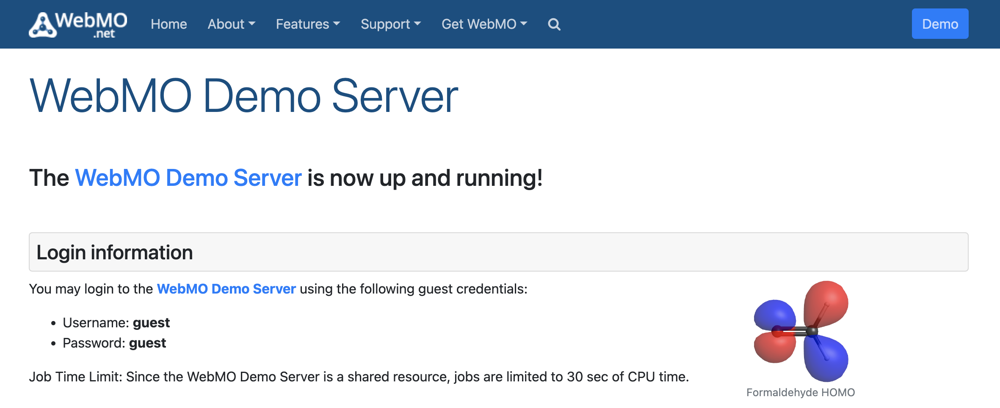 WebMO
.net
Home About Features Support Get WebMO Demo
WebMO Demo Server
The WebMO Demo Server is now up and running!
Login information
You may login to the WebMO Demo Server using the following guest credentials:
• Username: guest
• Password: guest
Job Time Limit: Since the WebMO Demo Server is a shared resource, jobs are limited to 30 sec of CPU time.
Formaldehyde HOMO